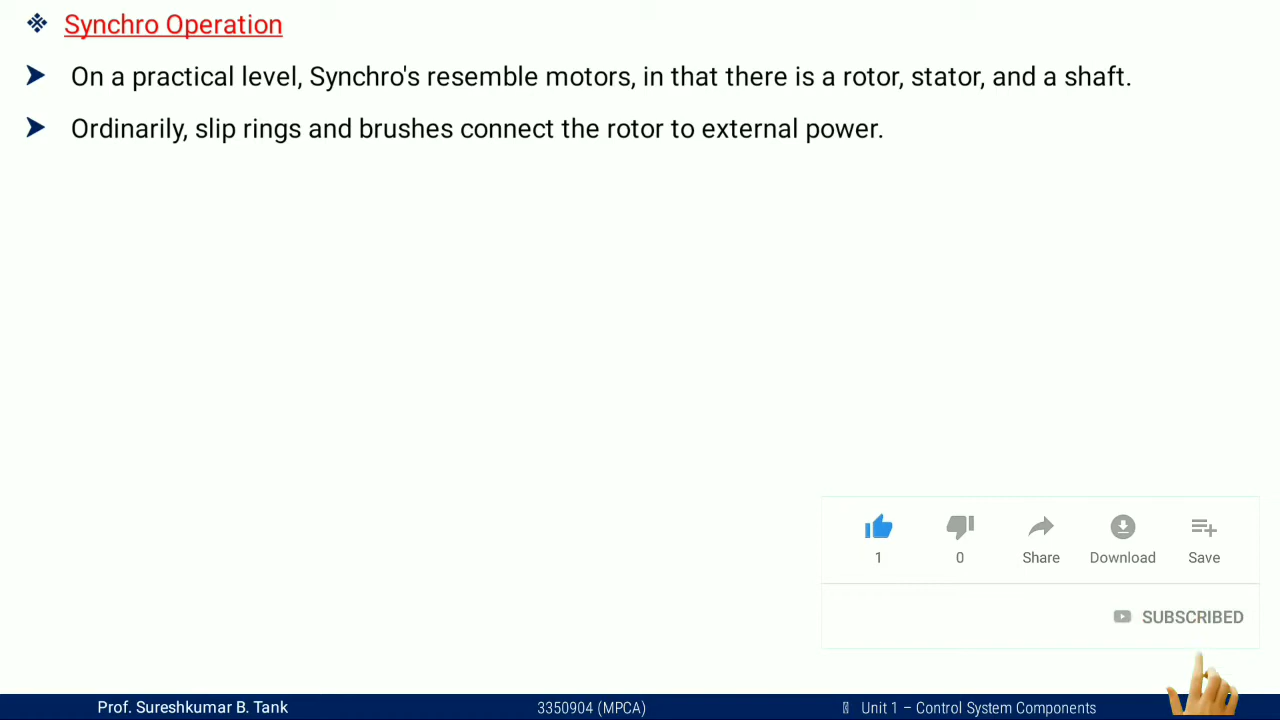 Synchro Operation
On a practical level, Synchro's resemble motors, in that there is a rotor, stator, and a shaft.
Ordinarily, slip rings and brushes connect the rotor to external power.
1 0 Share Download Save
SUBSCRIBED
Prof. Sureshkumar B. Tank 3350904 (MPCA) Unit 1 – Control System Components